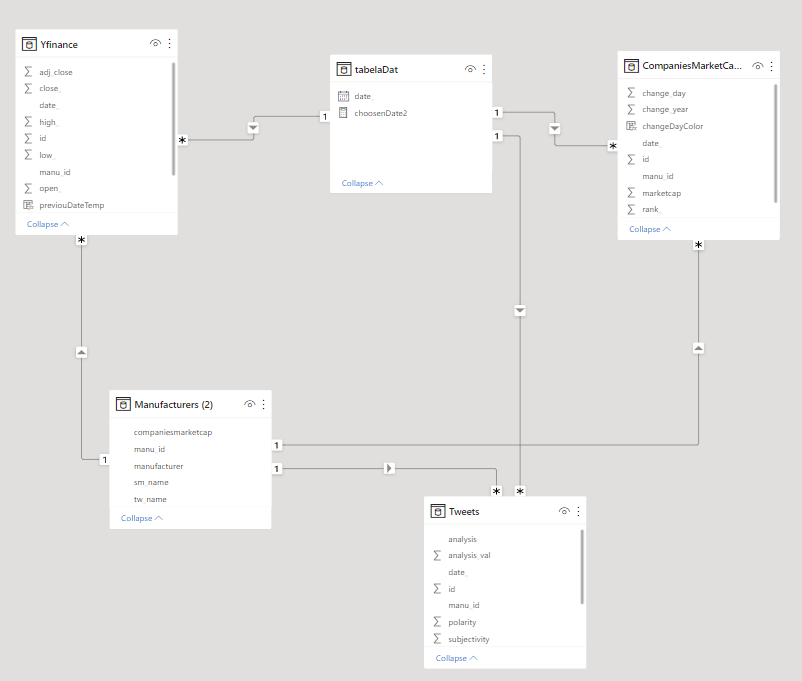 Yfinance
adj_close
close_
date_
high_
id
low_
manu_id
open_
previouDateTemp
Collapse
tabelaDat
date_
choosenDate2
Collapse
CompaniesMarketCa...
change_day
change_year
changeDayColor
date_
id
manu_id
marketcap
rank_
Collapse
1
1
1
*
*
*
*
1
Manufacturers (2)
companiesmarketcap
manu_id
manufacturer
sm_name
tw_name
Collapse
1
1
*
*
Tweets
analysis
analysis_val
date_
id
manu_id
polarity
subjectivity
Collapse